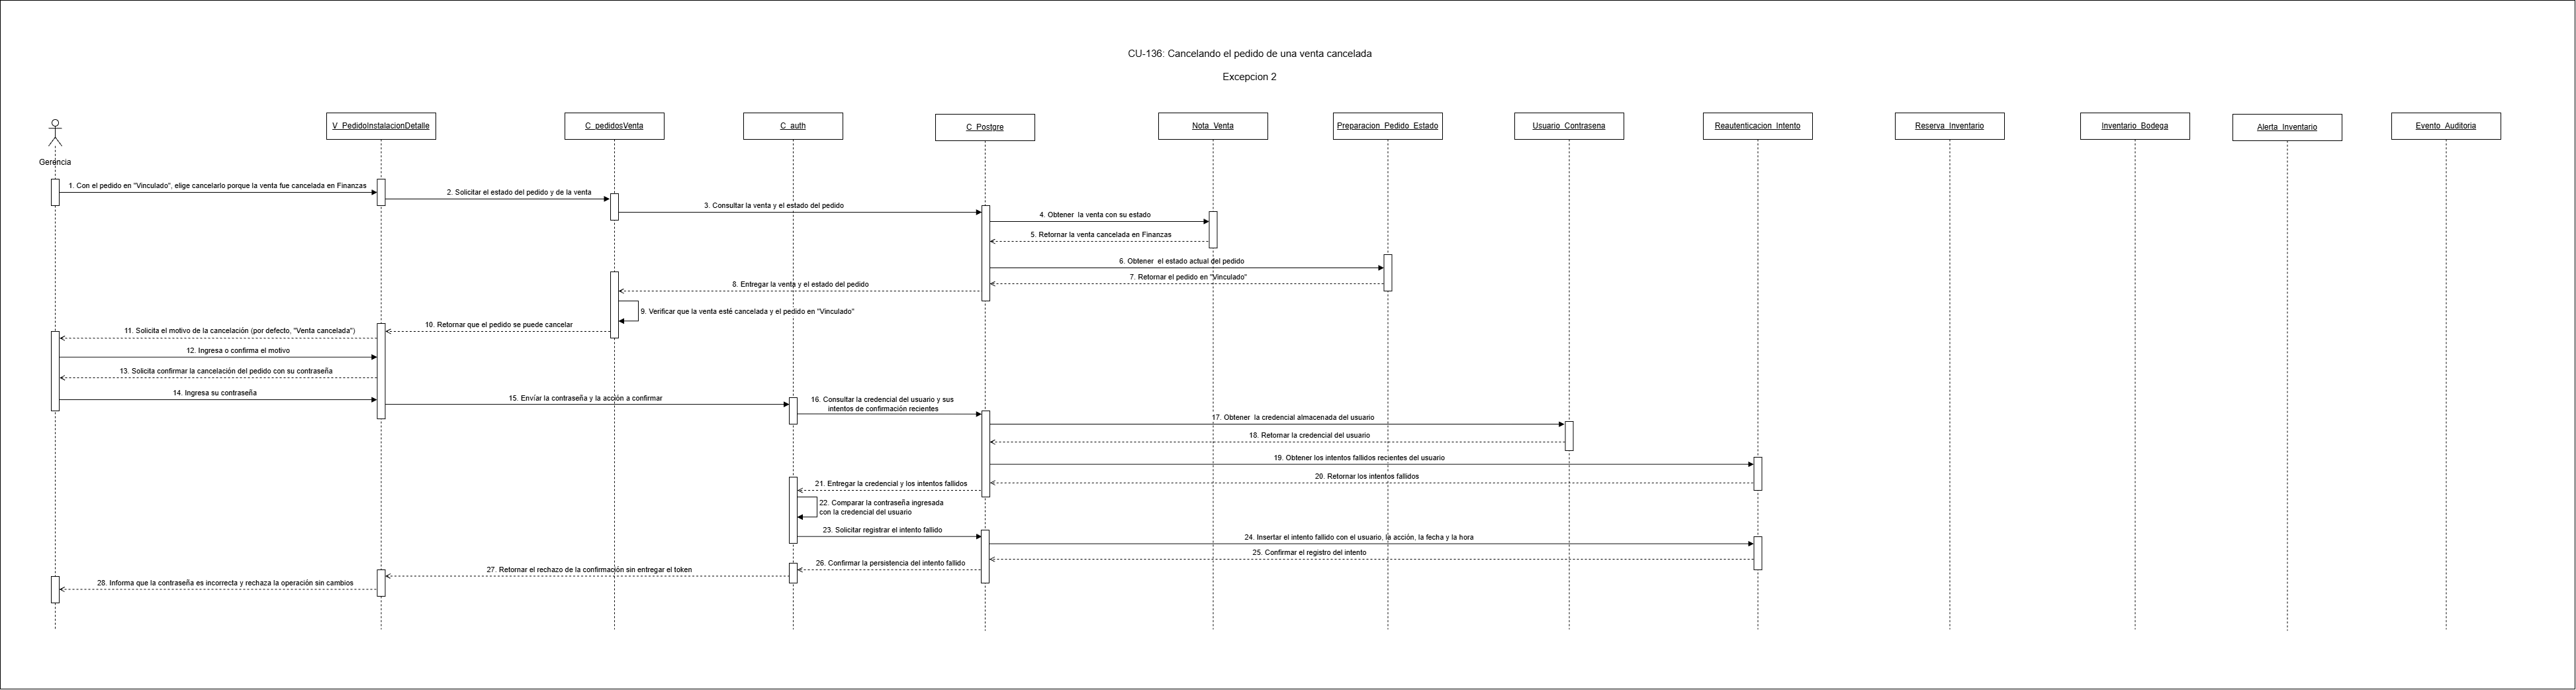 CU-136: Cancelando el pedido de una venta cancelada
Excepcion 2
Gerencia
V_PedidoInstalacionDetalle
C_pedidosVenta
C_auth
C_Postgre
Nota_Venta
Preparacion_Pedido_Estado
Usuario_Contrasena
Reautenticacion_Intento
Reserva_Inventario
Inventario_Bodega
Alerta_Inventario
Evento_Auditoria
1. Con el pedido en "Vinculado", elige cancelarlo porque la venta fue cancelada en Finanzas
2. Solicitar el estado del pedido y de la venta
3. Consultar la venta y el estado del pedido
4. Obtener  la venta con su estado
5. Retornar la venta cancelada en Finanzas
6. Obtener  el estado actual del pedido
7. Retornar el pedido en "Vinculado"
8. Entregar la venta y el estado del pedido
9. Verificar que la venta esté cancelada y el pedido en "Vinculado"
10. Retornar que el pedido se puede cancelar
11. Solicita el motivo de la cancelación (por defecto, "Venta cancelada")
12. Ingresa o confirma el motivo
13. Solicita confirmar la cancelación del pedido con su contraseña
14. Ingresa su contraseña
15. Envíar la contraseña y la acción a confirmar
16. Consultar la credencial del usuario y sus
intentos de confirmación recientes
17. Obtener  la credencial almacenada del usuario
18. Retornar la credencial del usuario
19. Obtener los intentos fallidos recientes del usuario
20. Retornar los intentos fallidos
21. Entregar la credencial y los intentos fallidos
22. Comparar la contraseña ingresada
con la credencial del usuario
23. Solicitar registrar el intento fallido
24. Insertar el intento fallido con el usuario, la acción, la fecha y la hora
25. Confirmar el registro del intento
26. Confirmar la persistencia del intento fallido
27. Retornar el rechazo de la confirmación sin entregar el token
28. Informa que la contraseña es incorrecta y rechaza la operación sin cambios